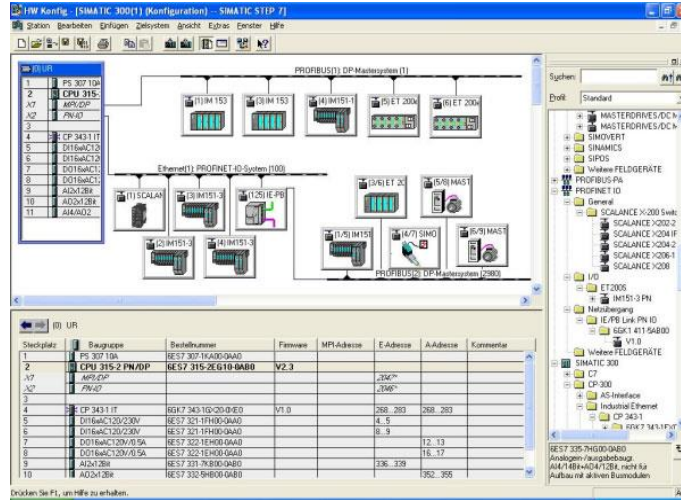 HW Konfig - [SIMATIC 300(1) (Konfiguration) -- SIMATIC STEP 7]
Station Bearbeiten Einfügen Zielsystem Ansicht Extras Fenster Hilfe
(0) UR
1 PS 307 10A
2 CPU 315-
X1 MPI/DP
X2 PN-IO
3
4 CP 343-1 IT
5 DI16xAC12
6 DI16xAC12
7 DO16xAC1
8 DO16xAC1
9 AI2x12Bit
10 AO2x12Bit
11 AI4/AO2
PROFIBUS(1): DP-Mastersystem (1)
(1) IM 153
(3) IM 153
(4) IM151-1
(5) ET 200
(6) ET 200
Ethernet(1): PROFINET-IO-System (100)
(1) SCALAN
(3) IM151-3
(125) IE-PB
(2) IM151-3
(4) IM151-3
(3/6) ET 20
(5/8) MAST
(1/5) IM151
(4/7) SIMO
(6/9) MAST
PROFIBUS(2): DP-Mastersystem (2980)
Suchen:
Profil: Standard
MASTERDRIVES/DC M
MASTERDRIVES/DC M
SIMOVERT
SINAMICS
SIPOS
Weitere FELDGERÄTE
PROFIBUS-PA
PROFINET IO
General
SCALANCE X-200 Switc
SCALANCE X202-2
SCALANCE X204 IF
SCALANCE X204-2
SCALANCE X206-1
SCALANCE X208
I/O
ET200S
IM151-3 PN
Netzübergang
IE/PB Link PN IO
6GK1 411-5AB00
V1.0
Weitere FELDGERÄTE
SIMATIC 300
C7
CP-300
AS-Interface
Industrial Ethernet
CP 343-1
6GK7 343-1EX
(0) UR
Steckplatz Baugruppe Bestellnummer Firmware MPI-Adresse E-Adresse A-Adresse Kommentar
1 PS 307 10A 6ES7 307-1KA00-0AA0
2 CPU 315-2 PN/DP 6ES7 315-2EG10-0AB0 V2.3
X1 MPI/DP 2047*
X2 PN-IO 2046*
3
4 CP 343-1 IT 6GK7 343-1GX20-0XE0 V1.0 268...283 268...283
5 DI16xAC120/230V 6ES7 321-1FH00-0AA0 4...5
6 DI16xAC120/230V 6ES7 321-1FH00-0AA0 8...9
7 DO16xAC120V/0.5A 6ES7 322-1EH00-0AA0 12...13
8 DO16xAC120V/0.5A 6ES7 322-1EH00-0AA0 16...17
9 AI2x12Bit 6ES7 331-7KB00-0AB0 336...339
10 AO2x12Bit 6ES7 332-5HB00-0AB0 352...355
6ES7 335-7HG00-0AB0
Analogein-/ausgabebaugr.
AI4/14Bit+AO4/12Bit, nicht für
Aufbau mit aktiven Busmodulen
Drücken Sie F1, um Hilfe zu erhalten.